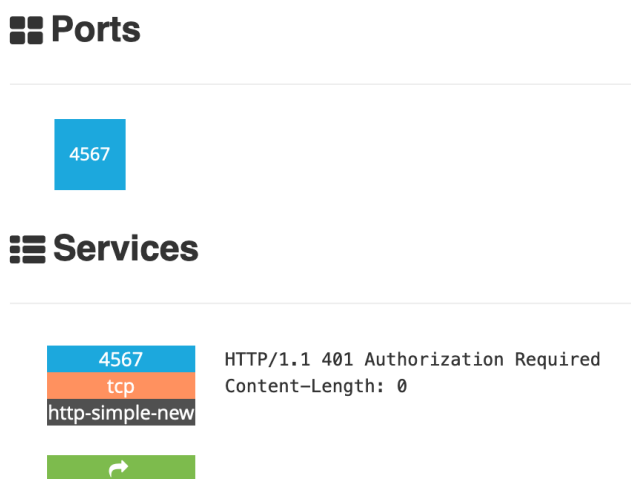 Ports
4567
Services
4567
HTTP/1.1 401 Authorization Required
tcp
Content-Length: 0
http-simple-new